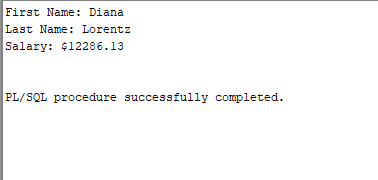 First Name: Diana
Last Name: Lorentz
Salary: $12286.13
PL/SQL procedure successfully completed.